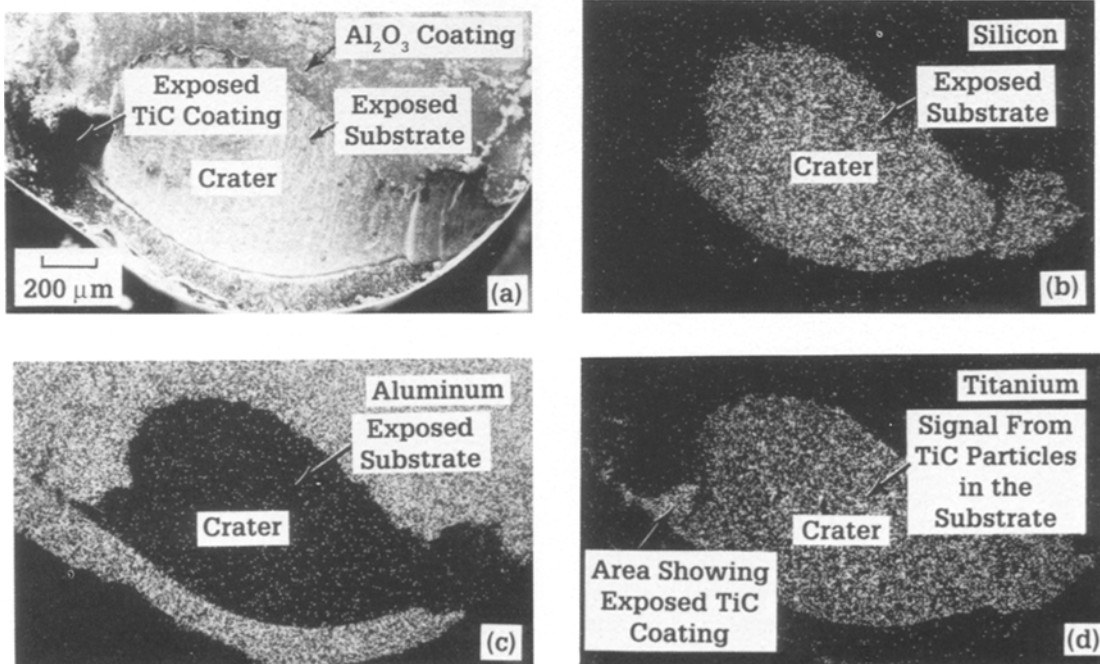 Al₂O₃ Coating
Exposed
TiC Coating
Exposed
Substrate
Crater
200 μm
(a)
Silicon
Exposed
Substrate
Crater
(b)
Aluminum
Exposed
Substrate
Crater
(c)
Titanium
Signal From
TiC Particles
in the
Substrate
Crater
Area Showing
Exposed TiC
Coating
(d)